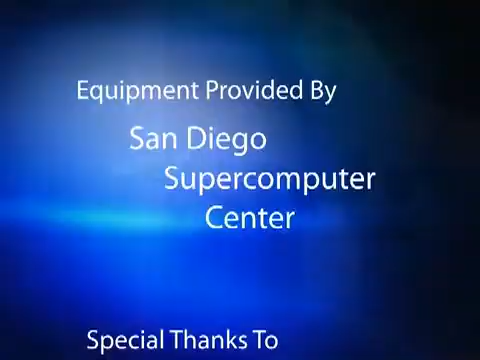 Equipment Provided By
San Diego
Supercomputer
Center
Special Thanks To